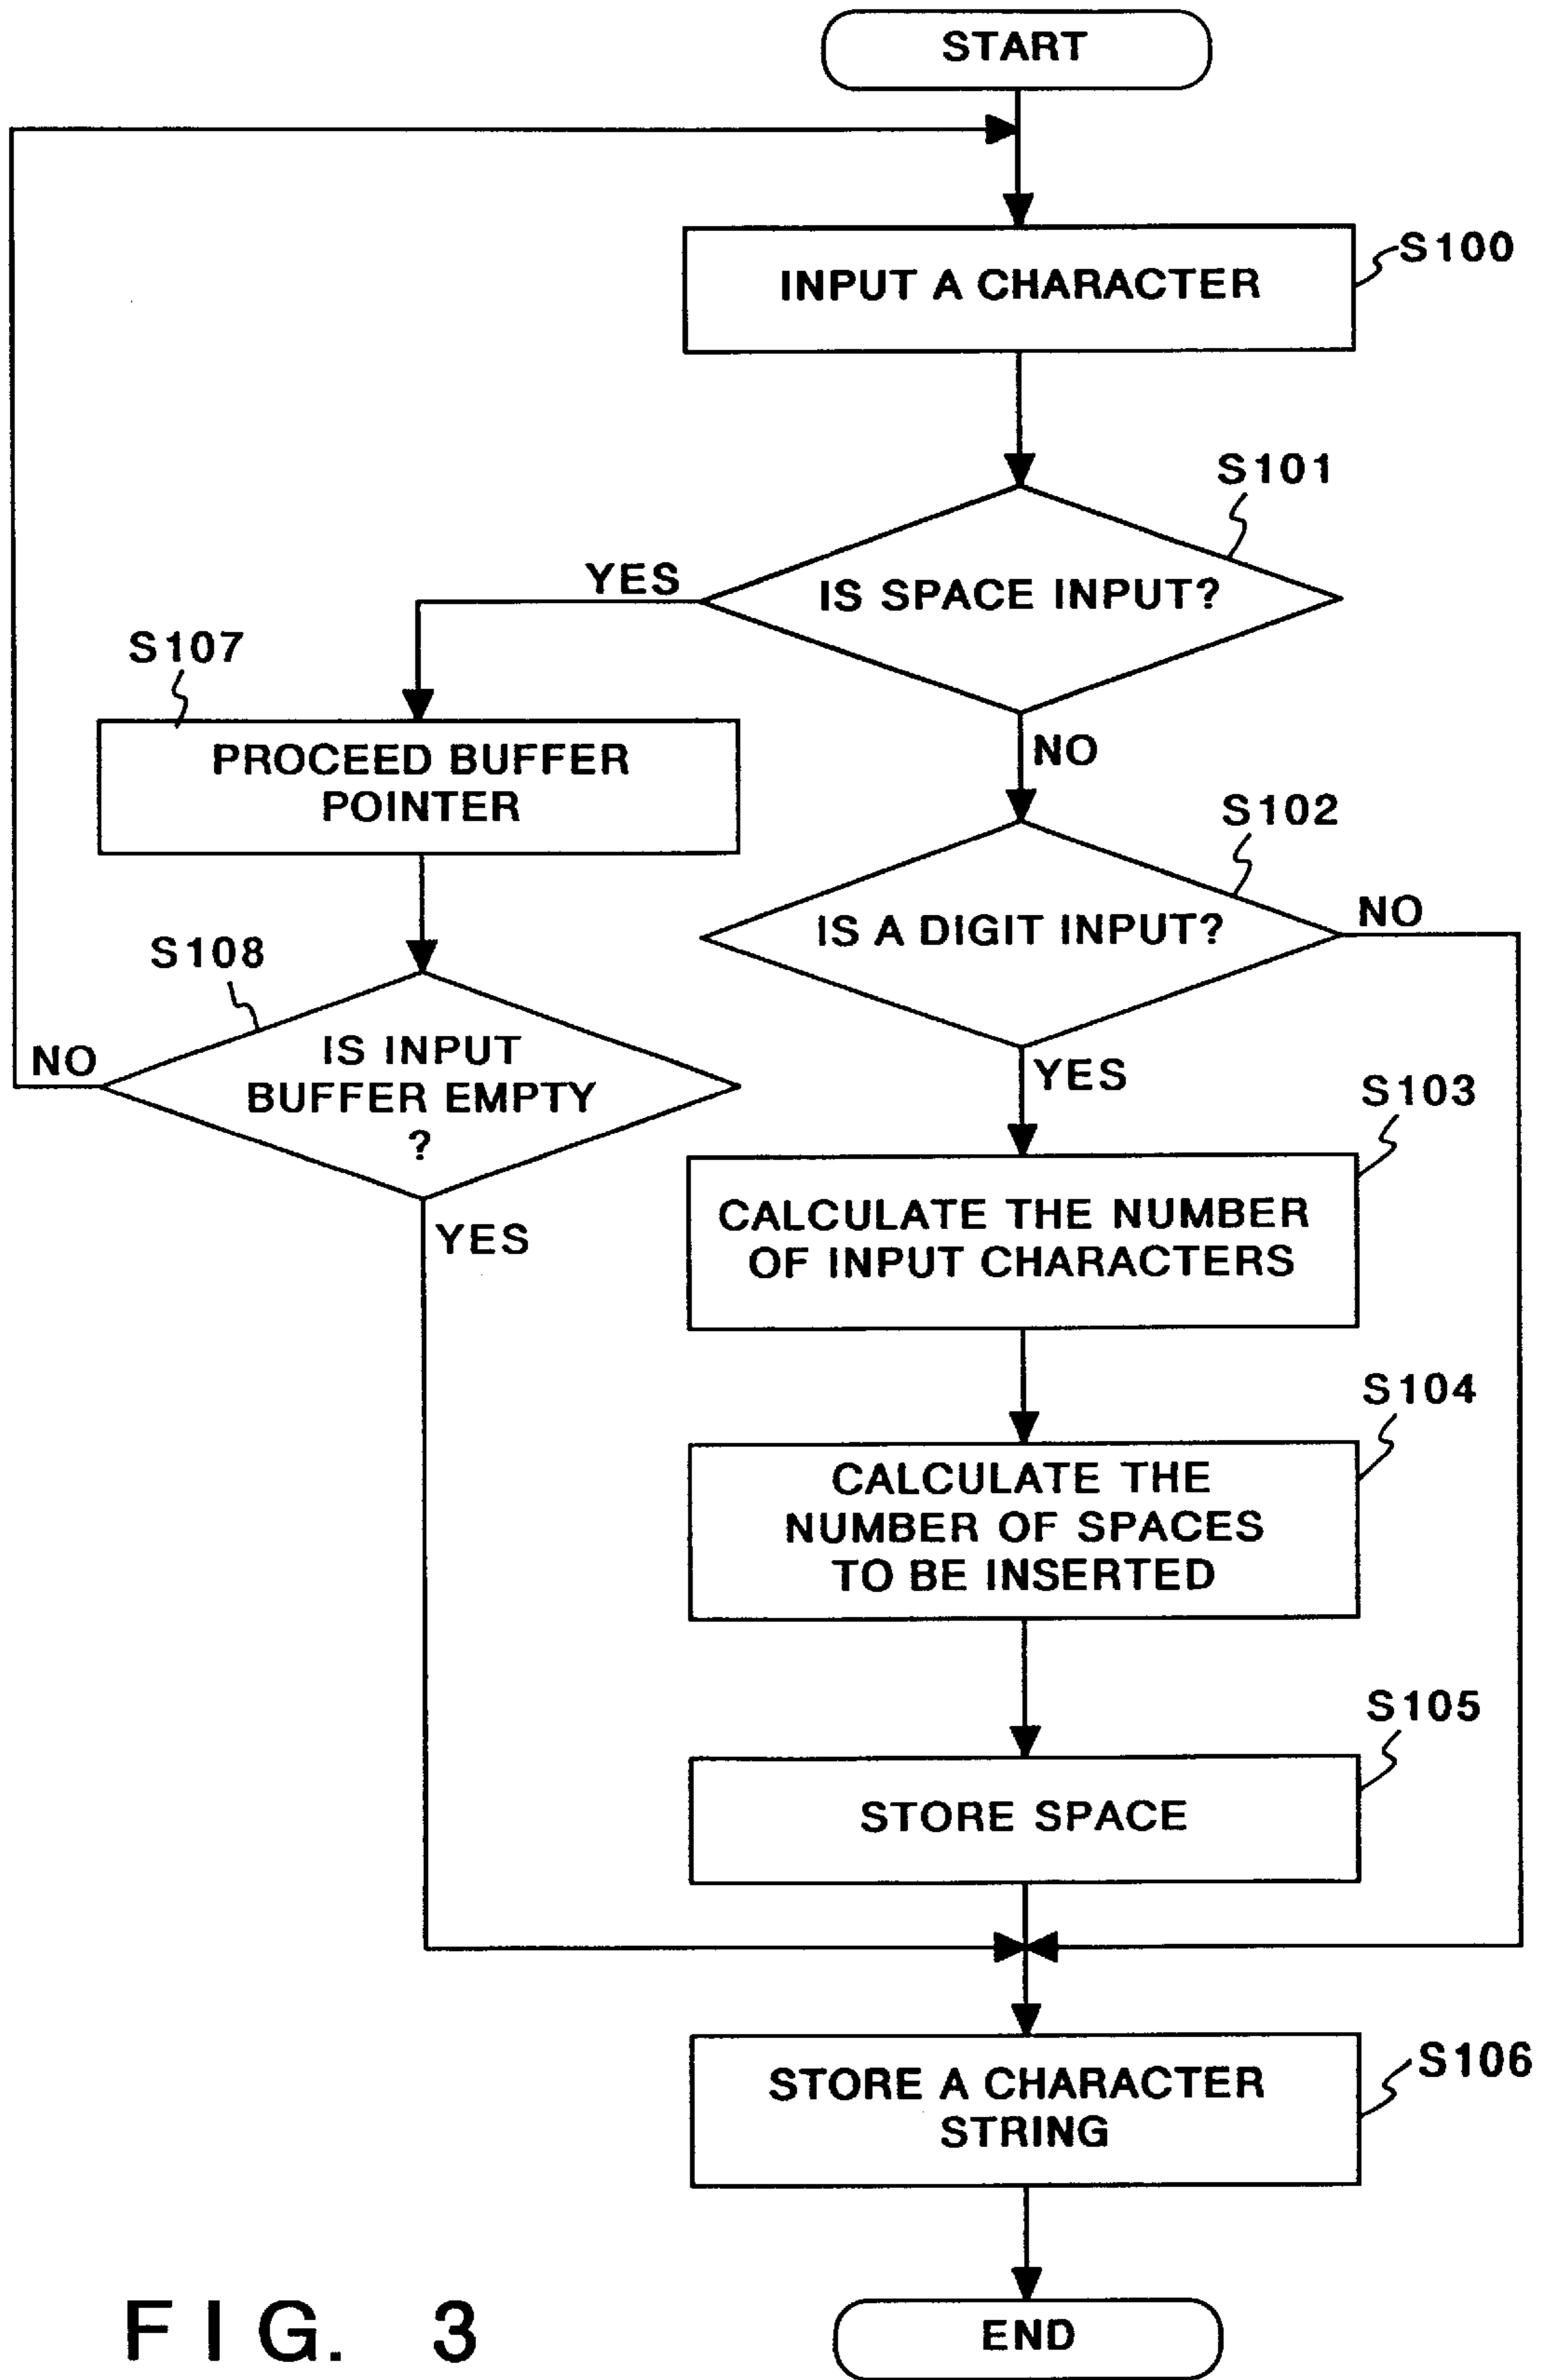 START
INPUT A CHARACTER
S100
S101
IS SPACE INPUT?
YES
NO
S107
PROCEED BUFFER
POINTER
S102
IS A DIGIT INPUT?
NO
YES
S108
IS INPUT
BUFFER EMPTY
?
NO
YES
S103
CALCULATE THE NUMBER
OF INPUT CHARACTERS
S104
CALCULATE THE
NUMBER OF SPACES
TO BE INSERTED
S105
STORE SPACE
S106
STORE A CHARACTER
STRING
END
FIG. 3